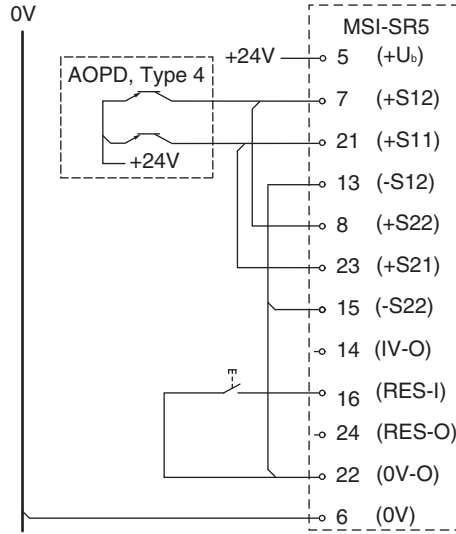 0V
MSI-SR5
+24V 5 (+Ub)
AOPD, Type 4
7 (+S12)
21 (+S11)
+24V
13 (-S12)
8 (+S22)
23 (+S21)
15 (-S22)
14 (IV-O)
16 (RES-I)
24 (RES-O)
22 (0V-O)
6 (0V)